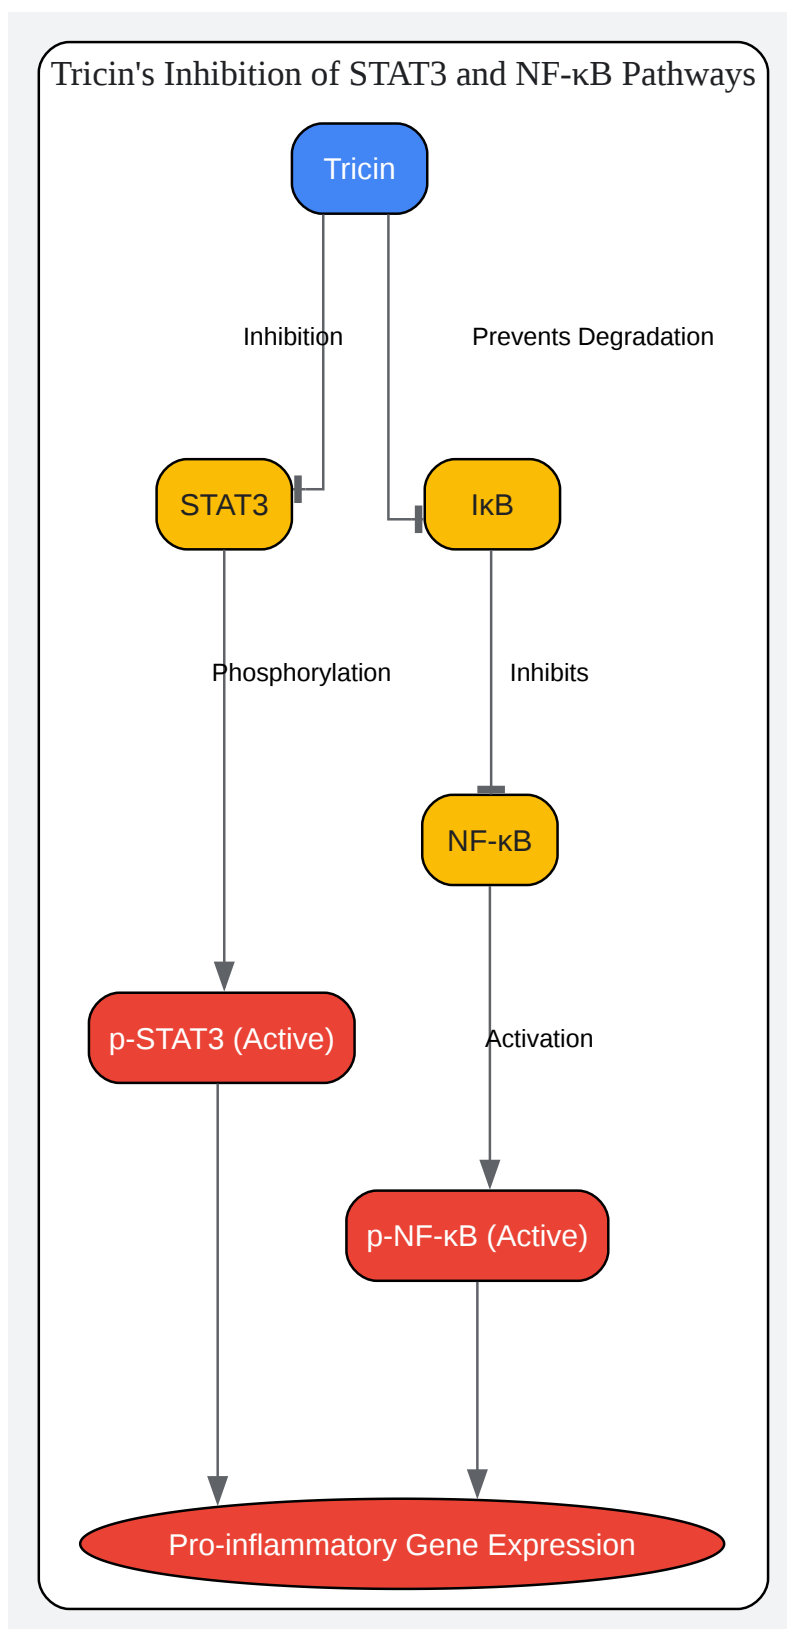 Tricin's Inhibition of STAT3 and NF-κB Pathways
Tricin
Inhibition
Prevents Degradation
STAT3
IκB
Phosphorylation
Inhibits
NF-κB
p-STAT3 (Active)
Activation
p-NF-κB (Active)
Pro-inflammatory Gene Expression